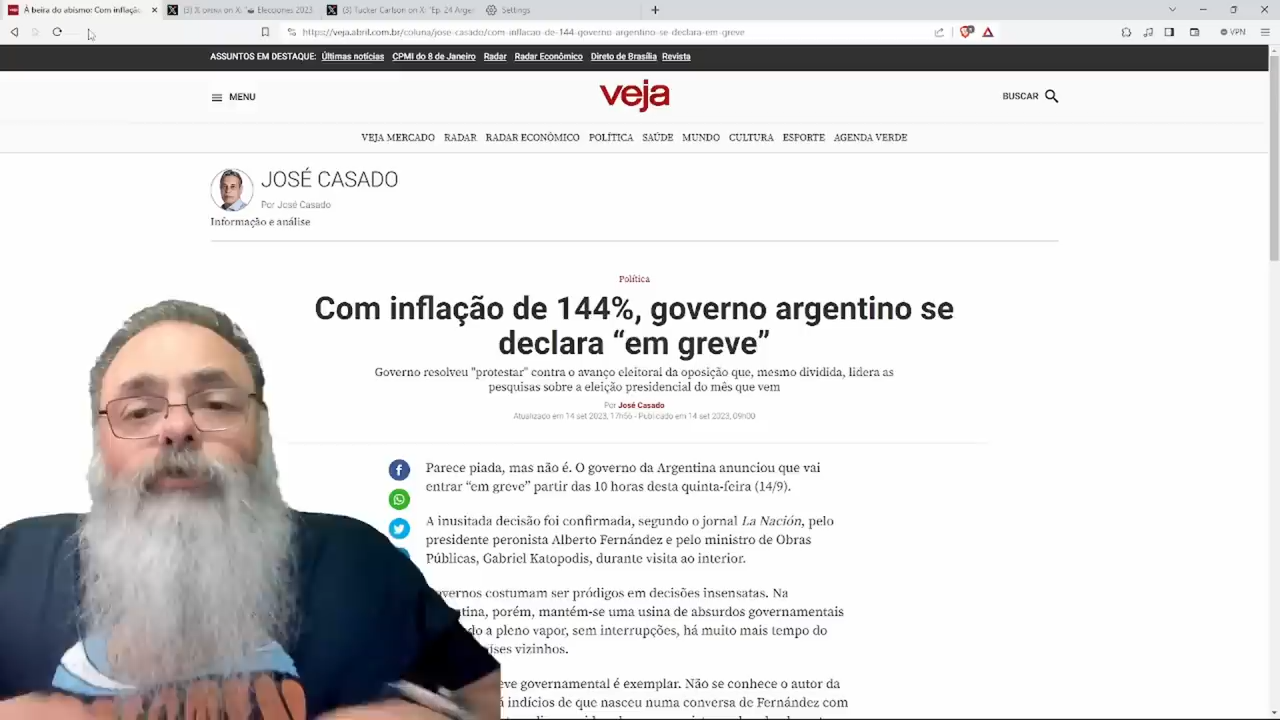 À beira do abismo: Com inflaçã
Elecciones 2023
(3) Tucker Carlson on X: "Ep. 24 Arger
Settings
https://veja.abril.com.br/coluna/jose-casado/com-inflacao-de-144-governo-argentino-se-declara-em-greve
VPN
ASSUNTOS EM DESTAQUE: Últimas notícias CPMI do 8 de Janeiro Radar Radar Econômico Direto de Brasília Revista
MENU
veja
BUSCAR
VEJA MERCADO RADAR RADAR ECONÔMICO POLÍTICA SAÚDE MUNDO CULTURA ESPORTE AGENDA VERDE
JOSÉ CASADO
Por José Casado
Informação e análise
Política
Com inflação de 144%, governo argentino se
declara “em greve”
Governo resolveu "protestar" contra o avanço eleitoral da oposição que, mesmo dividida, lidera as
pesquisas sobre a eleição presidencial do mês que vem
Por José Casado
Atualizado em 14 set 2023, 17h56 - Publicado em 14 set 2023, 09h00
Parece piada, mas não é. O governo da Argentina anunciou que vai
entrar “em greve” partir das 10 horas desta quinta-feira (14/9).
A inusitada decisão foi confirmada, segundo o jornal La Nación, pelo
presidente peronista Alberto Fernández e pelo ministro de Obras
Públicas, Gabriel Katopodis, durante visita ao interior.
overnos costumam ser pródigos em decisões insensatas. Na
ntina, porém, mantém-se uma usina de absurdos governamentais
do a pleno vapor, sem interrupções, há muito mais tempo do
íses vizinhos.
eve governamental é exemplar. Não se conhece o autor da
á indícios de que nasceu numa conversa de Fernández com